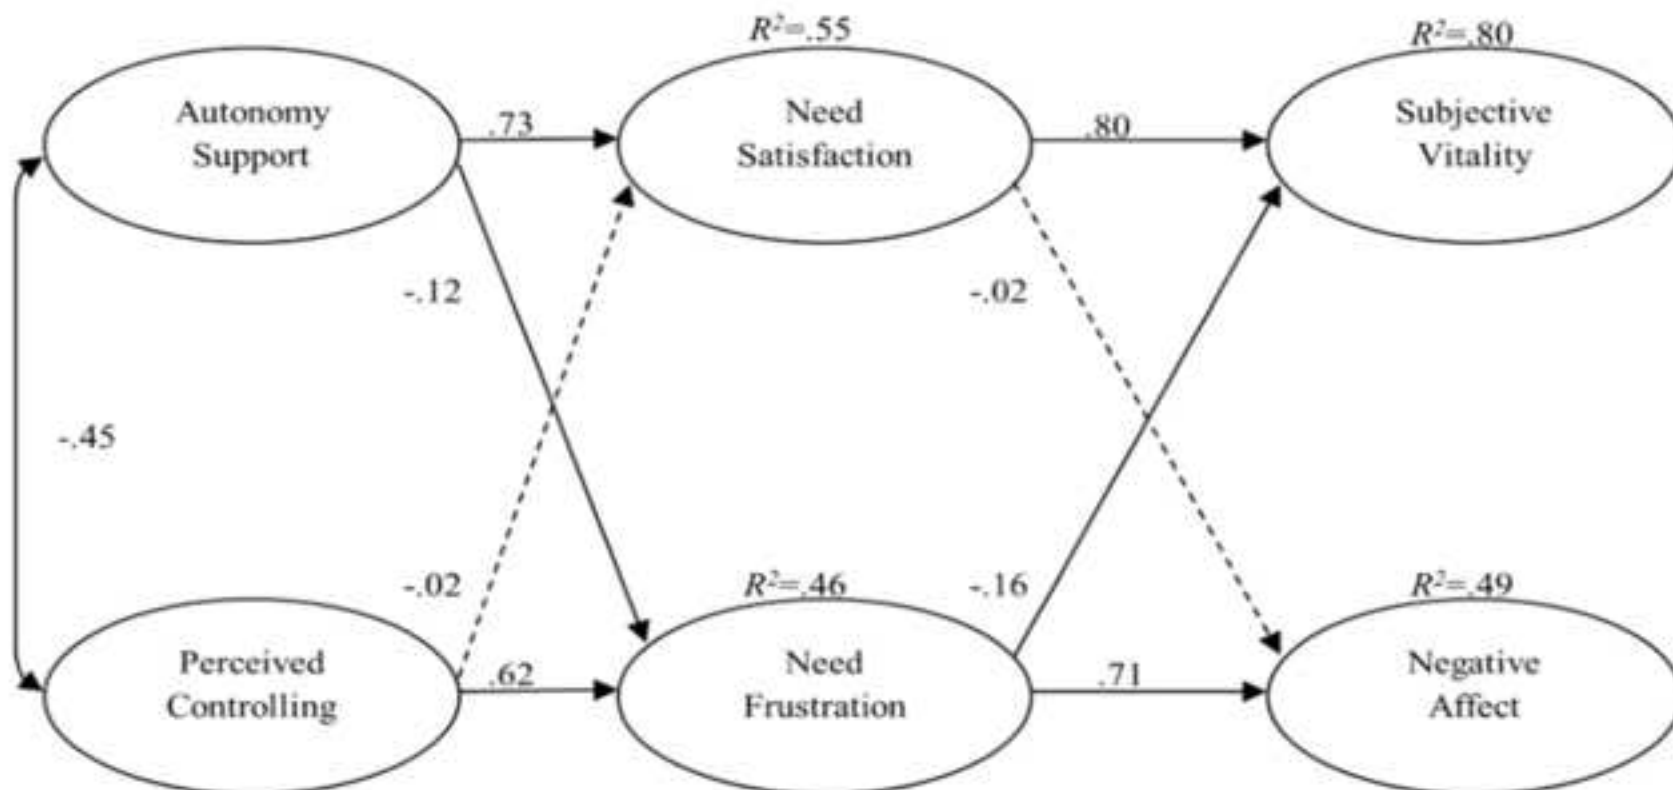 R²=.55
R²=.80
Autonomy
Support
.73
Need
Satisfaction
.80
Subjective
Vitality
-.12
-.02
-.45
-.02
R²=.46
-.16
R²=.49
Perceived
Controlling
.62
Need
Frustration
.71
Negative
Affect